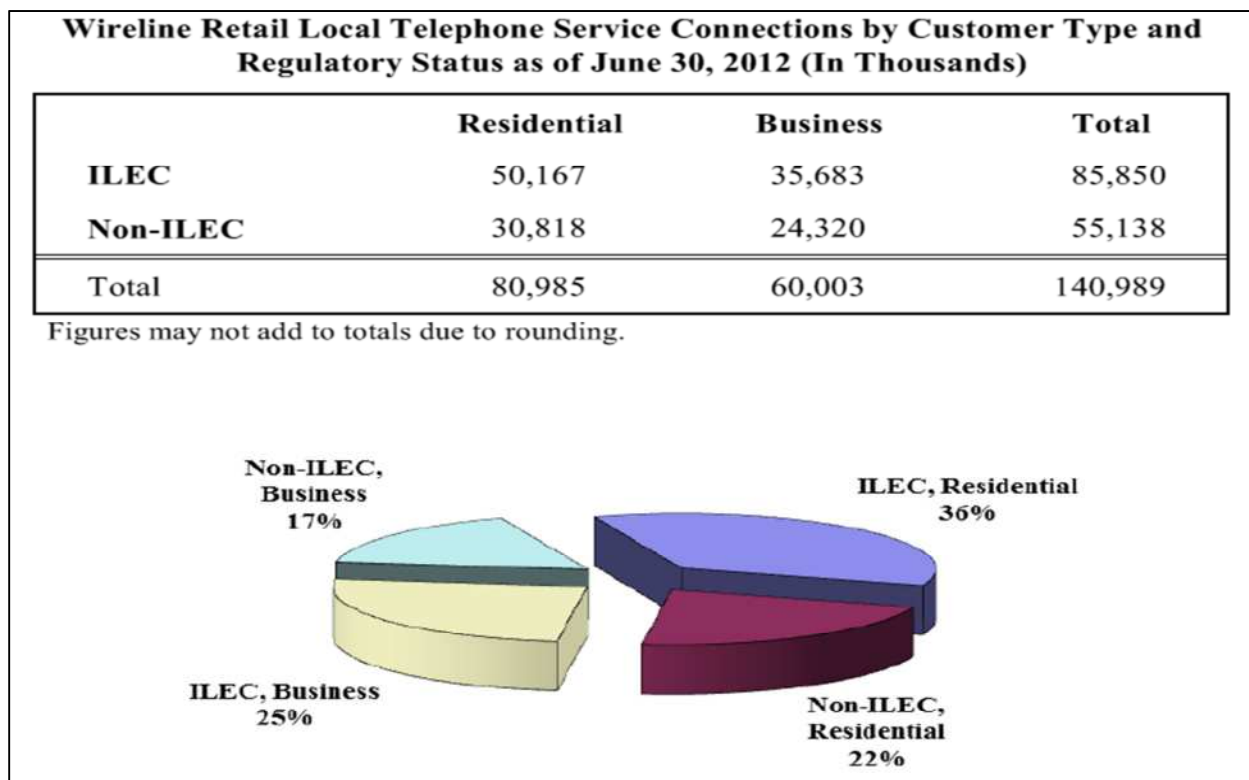 Wireline Retail Local Telephone Service Connections by Customer Type and
Regulatory Status as of June 30, 2012 (In Thousands)
Residential Business Total
ILEC 50,167 35,683 85,850
Non-ILEC 30,818 24,320 55,138
Total 80,985 60,003 140,989
Figures may not add to totals due to rounding.
Non-ILEC,
Business
17%
ILEC, Residential
36%
ILEC, Business
25%
Non-ILEC,
Residential
22%